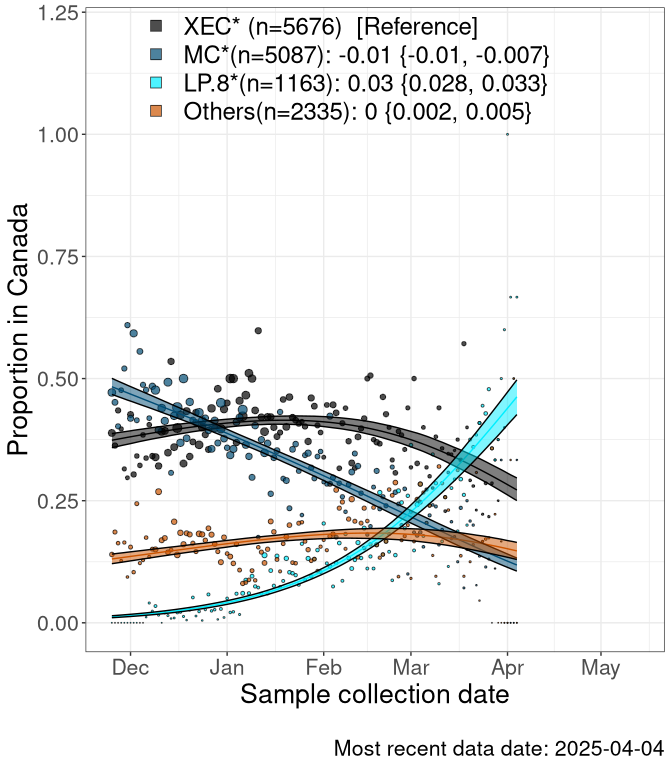 XEC* (n=5676)  [Reference]
MC*(n=5087): -0.01 {-0.01, -0.007}
LP.8*(n=1163): 0.03 {0.028, 0.033}
Others(n=2335): 0 {0.002, 0.005}
1.25
1.00
0.75
0.50
0.25
0.00
Proportion in Canada
Dec Jan Feb Mar Apr May
Sample collection date
Most recent data date: 2025-04-04